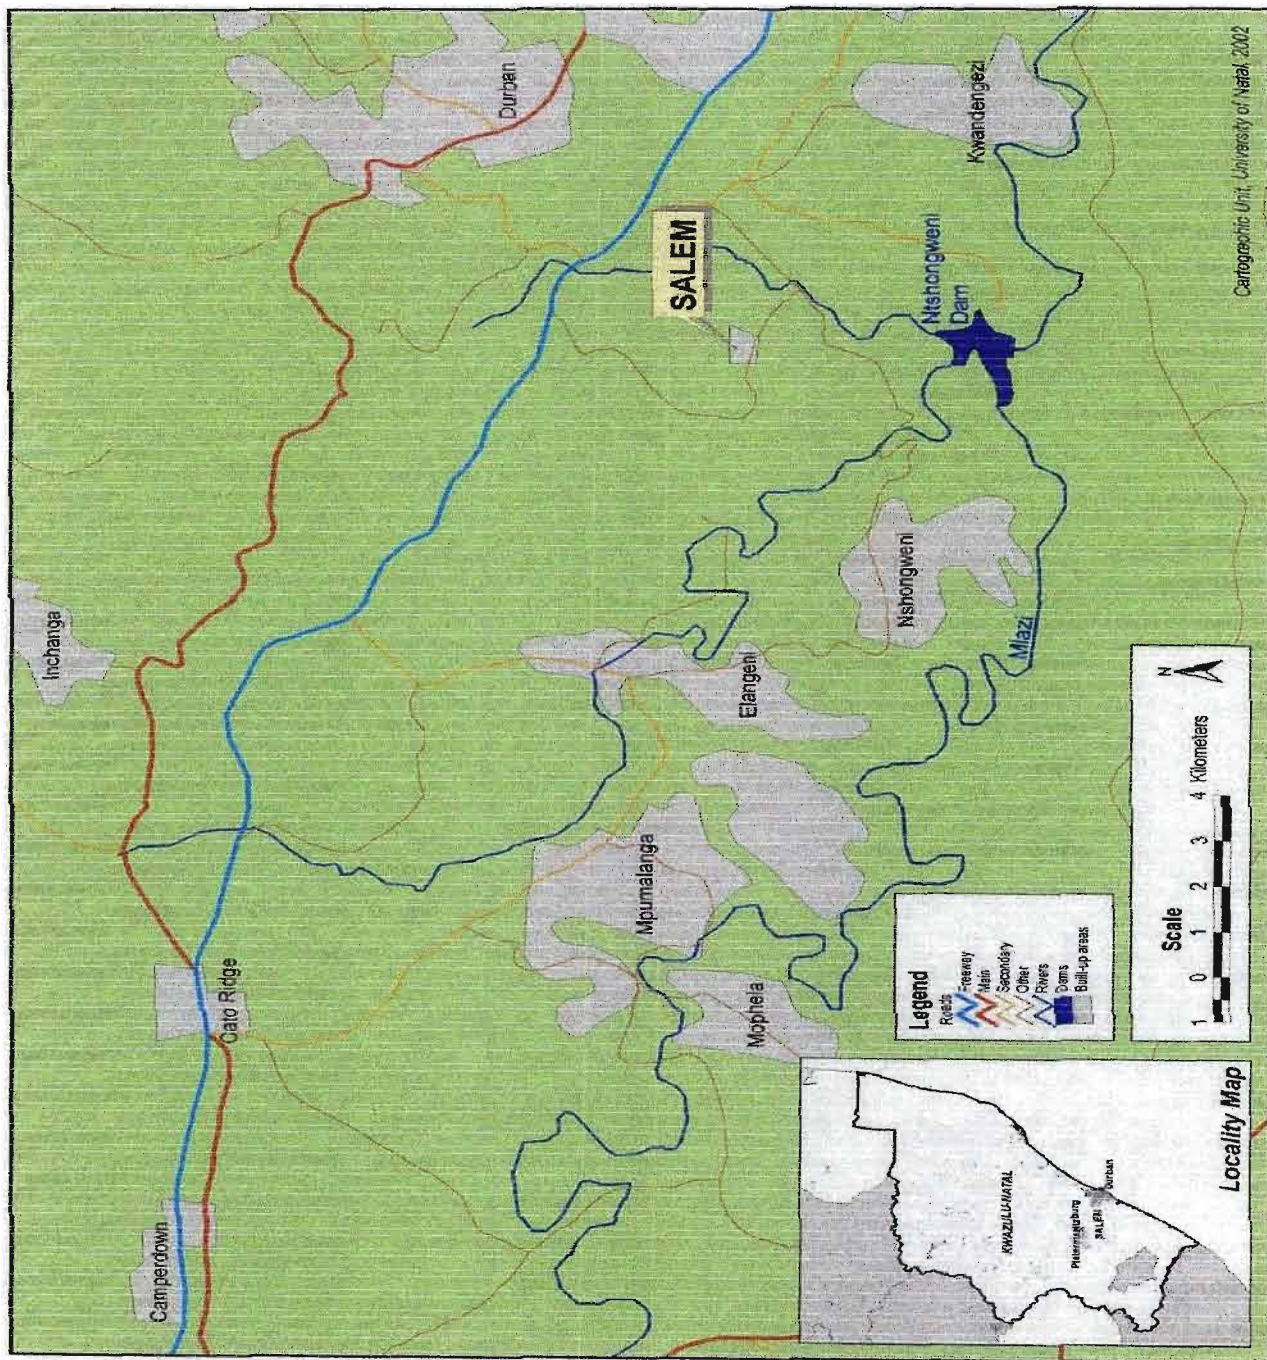 Camperdown
Cato Ridge
Inchanga
Durban
SALEM
Mpumalanga
Mophela
Elangeni
Nshongweni
Mlazi
Ntshongweni
Dam
Kwandengezi
Legend
Roads
Freeway
Main
Secondary
Other
Rivers
Dams
Built-up areas
Scale
1 0 1 2 3 4 Kilometers
N
KWAZULU-NATAL
Pietermaritzburg
SALEM
Durban
Locality Map
Cartographic Unit, University of Natal, 2002